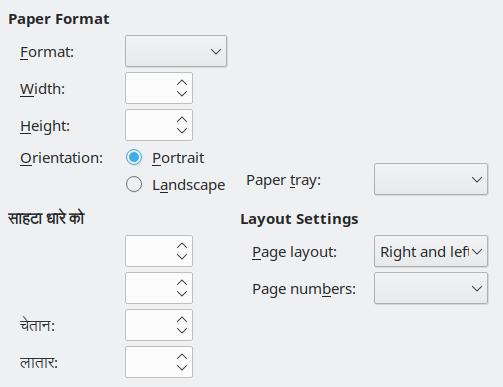 Paper Format
Format:
Width:
Height:
Orientation:
Portrait
Landscape
Paper tray:
साहटा धारे को
Layout Settings
Page layout:
Right and left
Page numbers:
चेतान:
लातार: